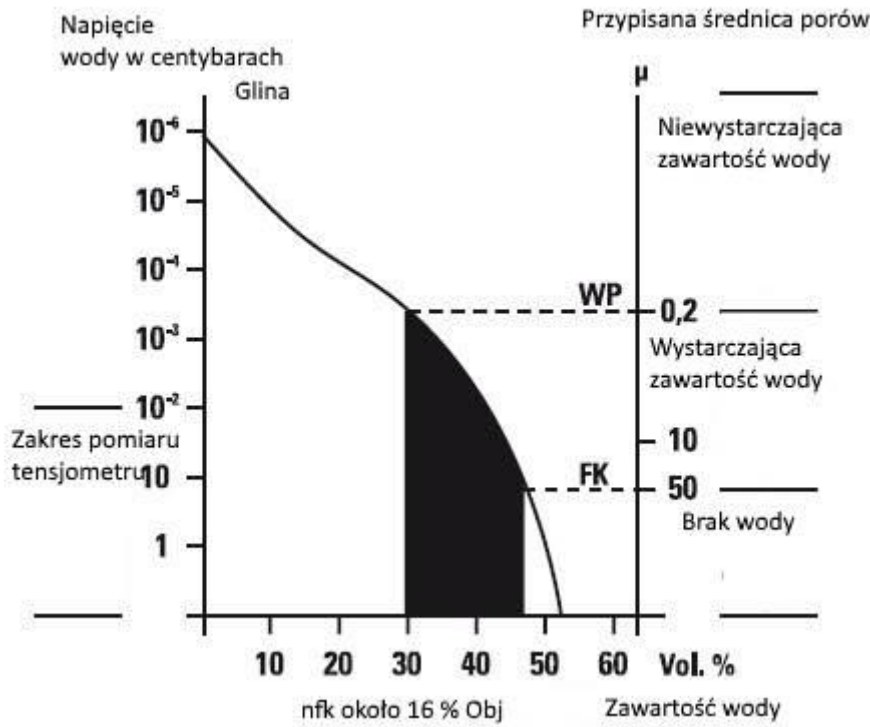 Napięcie
wody w centybarach
Przypisana średnica porów
µ
Glina
10⁻⁶
10⁻⁵
10⁻⁴
10⁻³
10⁻²
10
1
Niewystarczająca
zawartość wody
WP
0,2
Wystarczająca
zawartość wody
Zakres pomiaru
tensjometru
10
FK
50
Brak wody
10 20 30 40 50 60 Vol. %
nfk około 16 % Obj
Zawartość wody